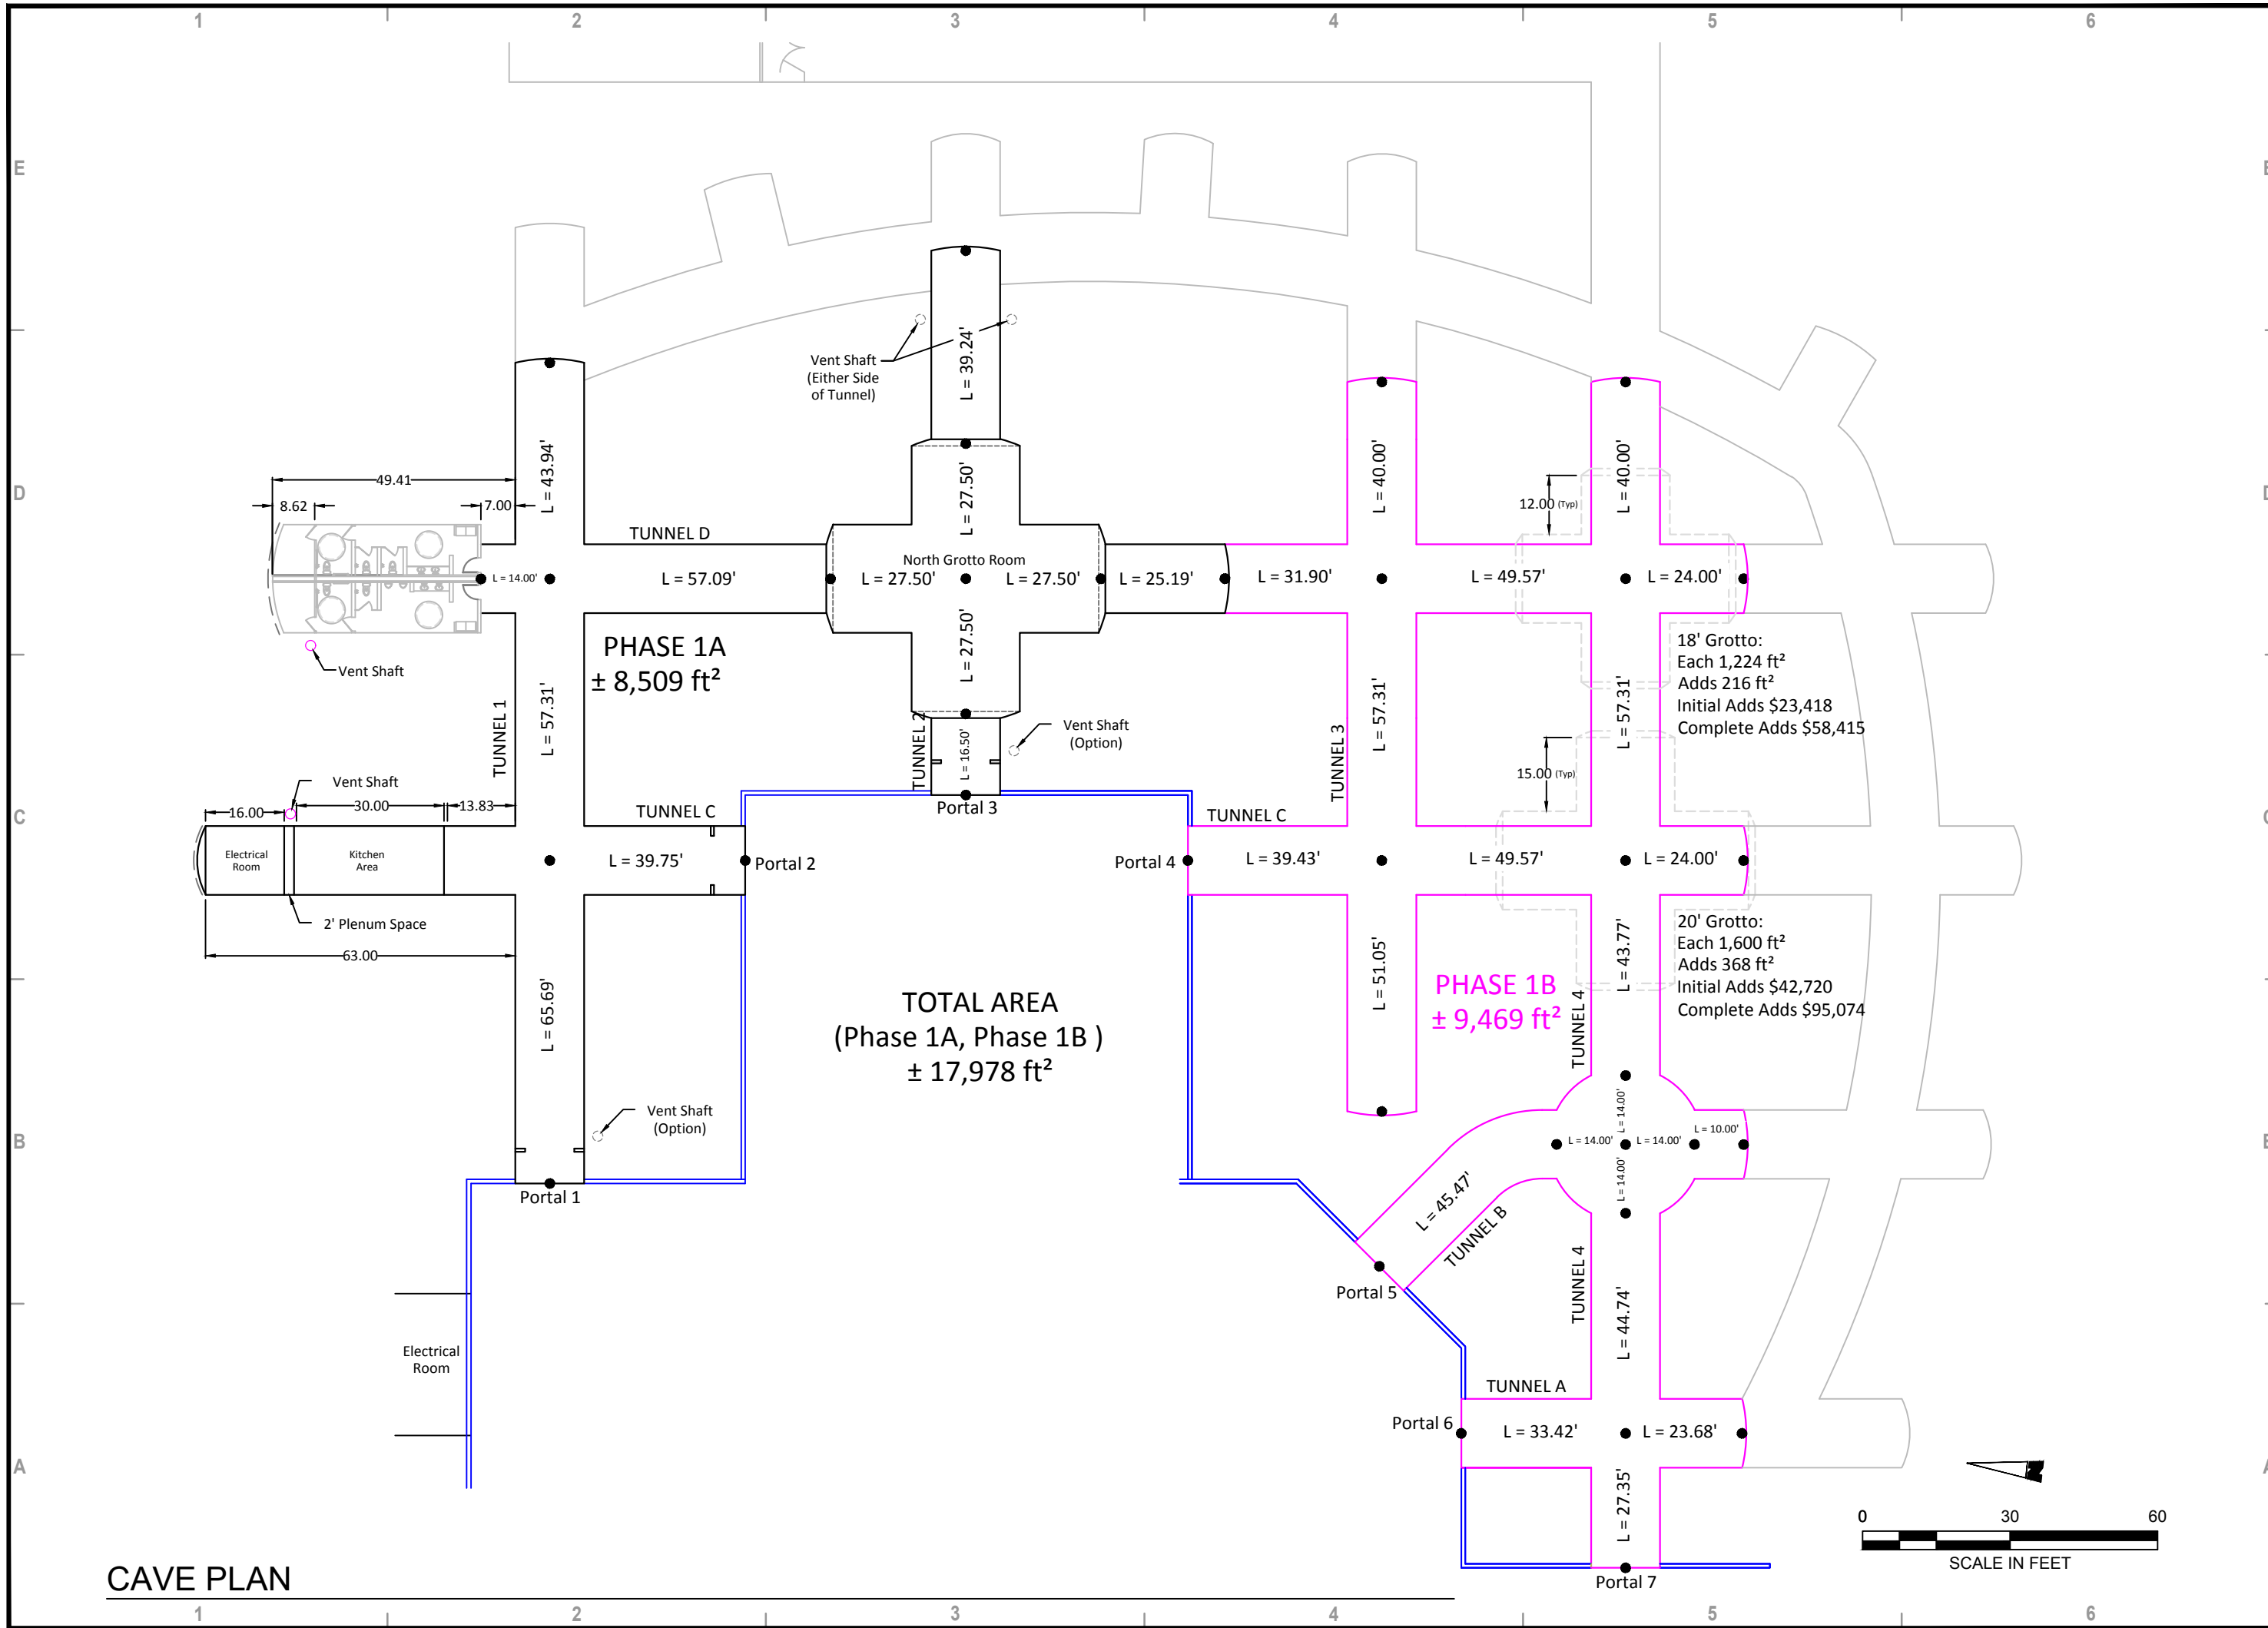 1 2 3 4 5 6
E E
D D
C C
B B
A A
Vent Shaft
(Either Side
of Tunnel)
L = 39.24'
L = 43.94'
49.41
8.62
7.00
L = 14.00'
TUNNEL D
L = 57.09'
L = 27.50'
North Grotto Room
L = 27.50'
L = 27.50'
L = 27.50'
L = 25.19'
L = 31.90'
L = 40.00'
L = 49.57'
L = 40.00'
12.00 (Typ)
L = 24.00'
Vent Shaft
PHASE 1A
± 8,509 ft²
TUNNEL 1
L = 57.31'
TUNNEL 2
L = 16.50'
Vent Shaft
(Option)
Portal 3
TUNNEL 3
L = 57.31'
L = 57.31'
18' Grotto:
Each 1,224 ft²
Adds 216 ft²
Initial Adds $23,418
Complete Adds $58,415
15.00 (Typ)
Vent Shaft
16.00
30.00
13.83
Electrical
Room
Kitchen
Area
2' Plenum Space
63.00
TUNNEL C
L = 39.75'
Portal 2
Portal 4
TUNNEL C
L = 39.43'
L = 49.57'
L = 24.00'
20' Grotto:
Each 1,600 ft²
Adds 368 ft²
Initial Adds $42,720
Complete Adds $95,074
L = 65.69'
TOTAL AREA
(Phase 1A, Phase 1B )
± 17,978 ft²
L = 51.05'
PHASE 1B
± 9,469 ft²
L = 43.77'
TUNNEL 4
Vent Shaft
(Option)
Portal 1
L = 14.00'
L = 14.00'
L = 14.00'
L = 10.00'
L = 14.00'
L = 45.47'
TUNNEL B
Portal 5
TUNNEL 4
L = 44.74'
Electrical
Room
TUNNEL A
Portal 6
L = 33.42'
L = 23.68'
L = 27.35'
Portal 7
N
0 30 60
SCALE IN FEET
CAVE PLAN
1 2 3 4 5 6